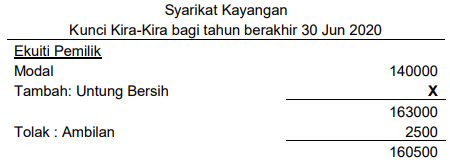 Syarikat Kayangan
Kunci Kira-Kira bagi tahun berakhir 30 Jun 2020
Ekuiti Pemilik
Modal 140000
Tambah: Untung Bersih X
163000
Tolak : Ambilan 2500
160500